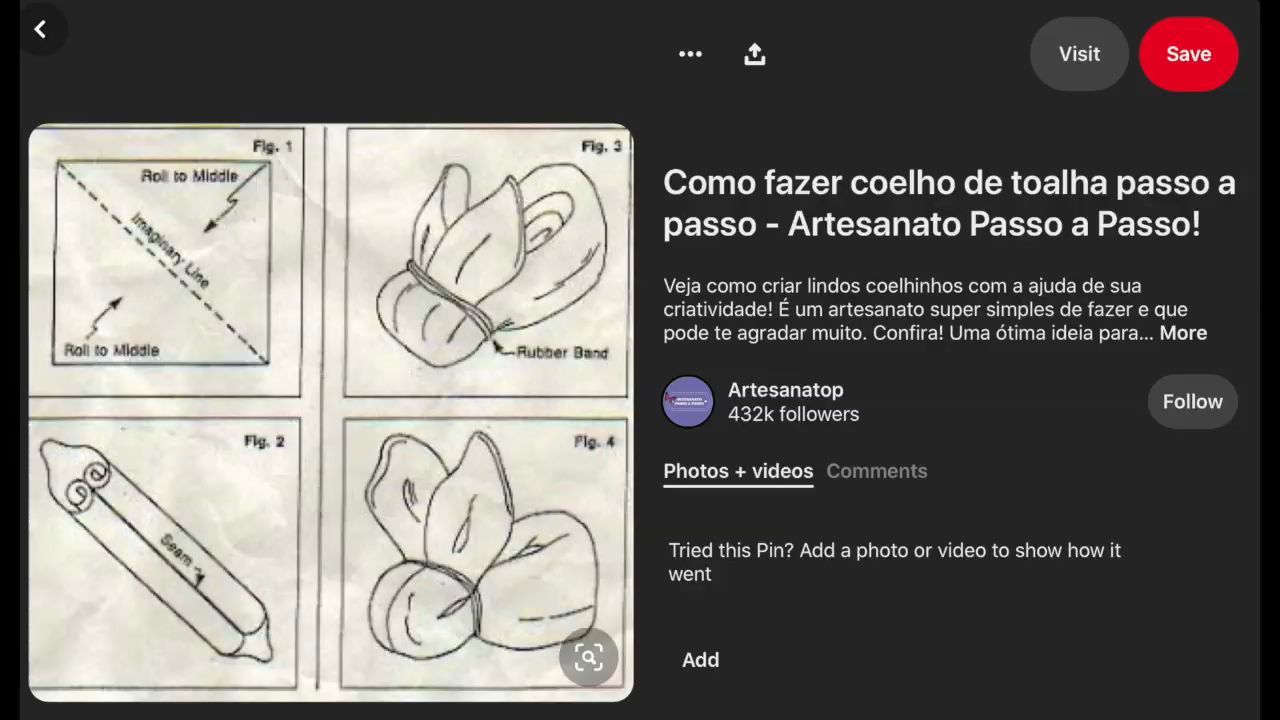 Visit
Save
Fig. 1
Roll to Middle
Imaginary Line
Roll to Middle
Fig. 3
Rubber Band
Fig. 2
Seam
Fig. 4
Como fazer coelho de toalha passo a
passo - Artesanato Passo a Passo!
Veja como criar lindos coelhinhos com a ajuda de sua
criatividade! É um artesanato super simples de fazer e que
pode te agradar muito. Confira! Uma ótima ideia para... More
Artesanatop
432k followers
Follow
Photos + videos Comments
Tried this Pin? Add a photo or video to show how it
went
Add